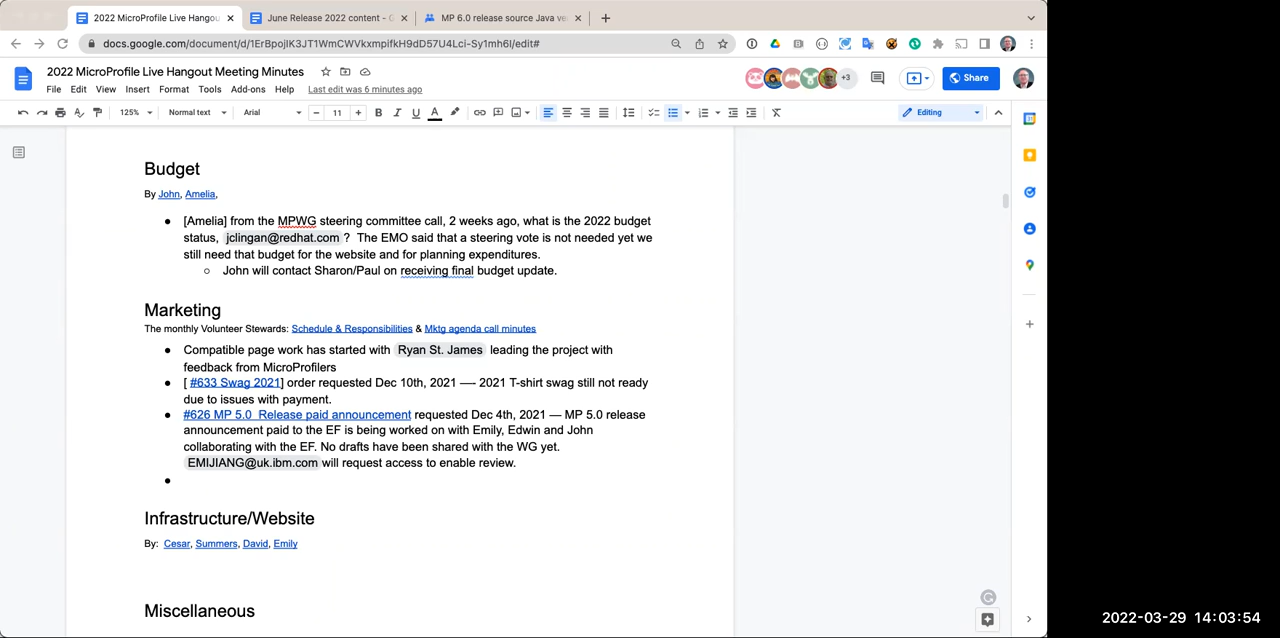 2022 MicroProfile Live Hangou
June Release 2022 content - G
MP 6.0 release source Java ve
docs.google.com/document/d/1ErBpojIK3JT1WmCWVkxmpifkH9dD57U4Lci-Sy1mh6I/edit#
2022 MicroProfile Live Hangout Meeting Minutes
+3
Share
File Edit View Insert Format Tools Add-ons Help Last edit was 6 minutes ago
125% Normal text Arial 11 Editing
Budget
By John, Amelia,
[Amelia] from the MPWG steering committee call, 2 weeks ago, what is the 2022 budget
status, jclingan@redhat.com ? The EMO said that a steering vote is not needed yet we
still need that budget for the website and for planning expenditures.
John will contact Sharon/Paul on receiving final budget update.
Marketing
The monthly Volunteer Stewards: Schedule & Responsibilities & Mktg agenda call minutes
Compatible page work has started with Ryan St. James leading the project with
feedback from MicroProfilers
[ #633 Swag 2021] order requested Dec 10th, 2021 —- 2021 T-shirt swag still not ready
due to issues with payment.
#626 MP 5.0 Release paid announcement requested Dec 4th, 2021 — MP 5.0 release
announcement paid to the EF is being worked on with Emily, Edwin and John
collaborating with the EF. No drafts have been shared with the WG yet.
EMIJIANG@uk.ibm.com will request access to enable review.
Infrastructure/Website
By: Cesar, Summers, David, Emily
Miscellaneous
2022-03-29 14:03:54